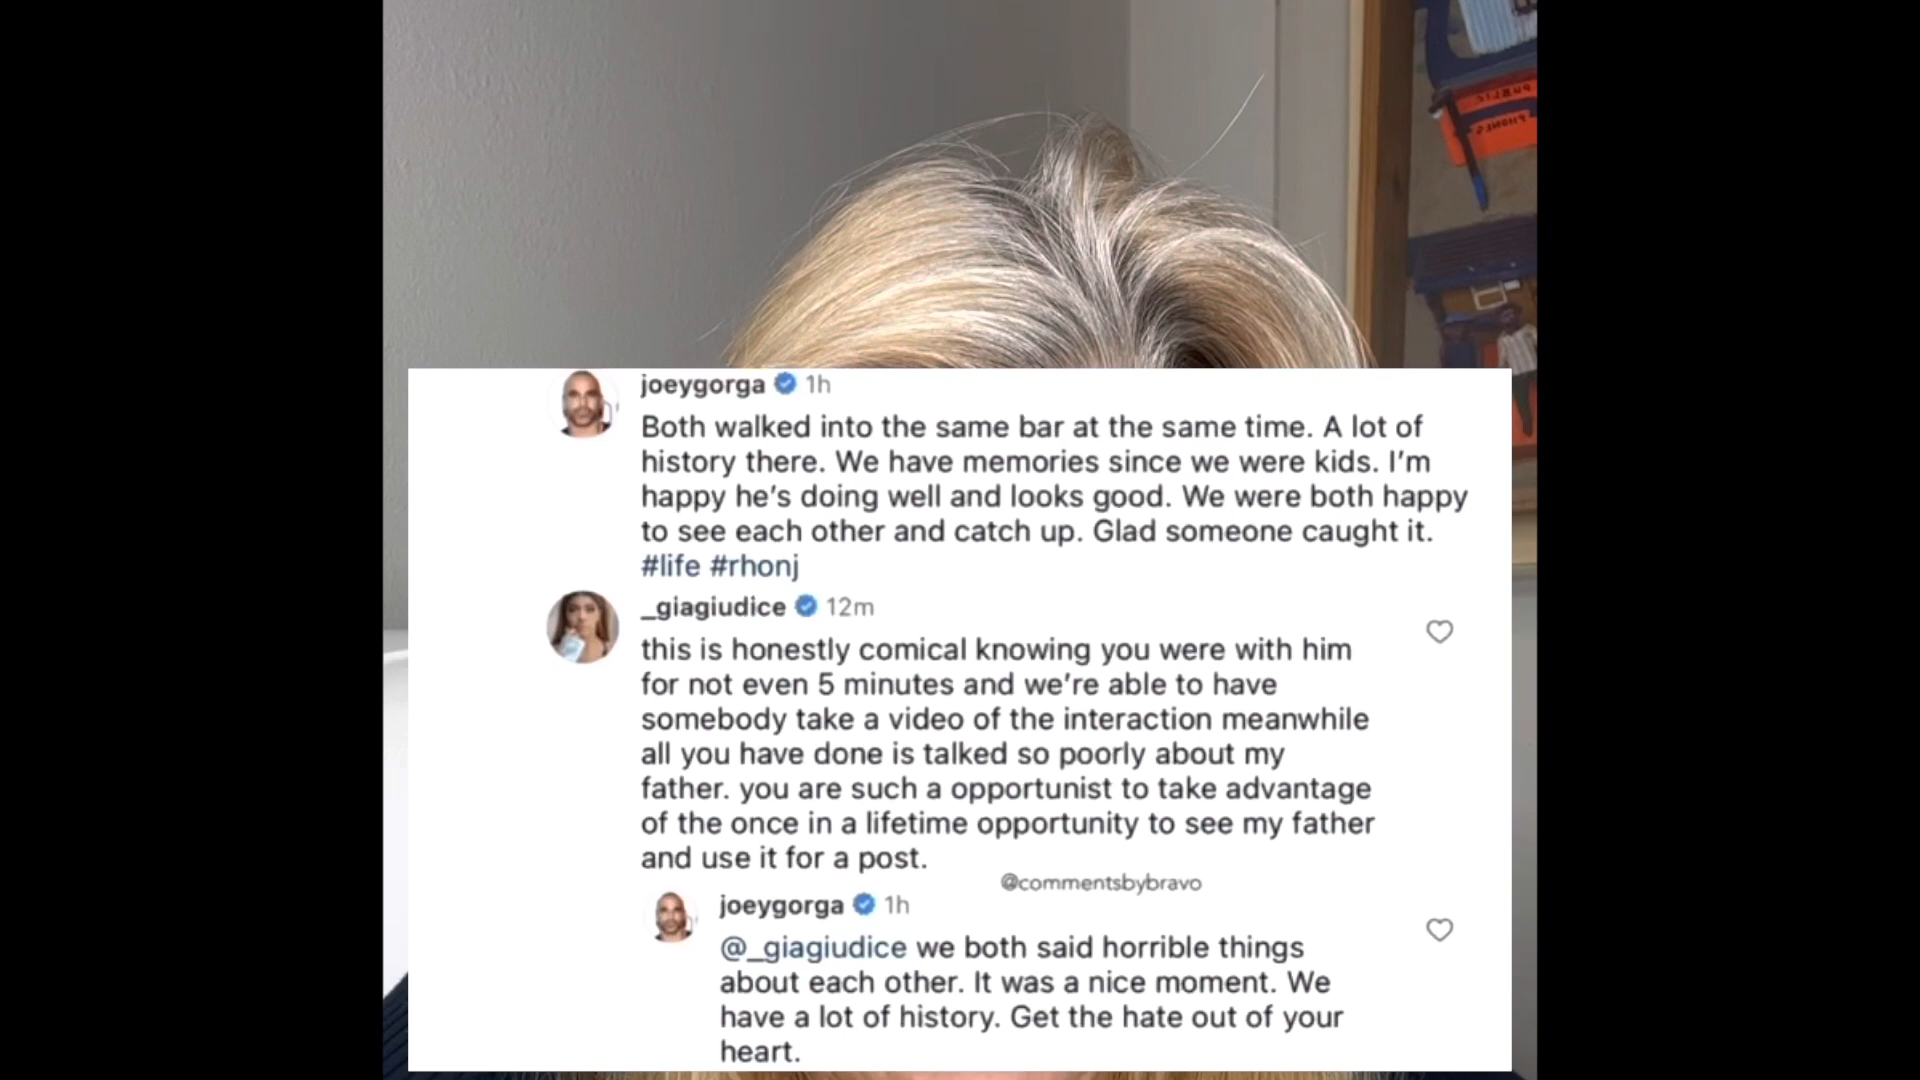 PUBLIC
PHONES
joeygorga 1h
Both walked into the same bar at the same time. A lot of
history there. We have memories since we were kids. I'm
happy he's doing well and looks good. We were both happy
to see each other and catch up. Glad someone caught it.
#life #rhonj
_giagiudice 12m
this is honestly comical knowing you were with him
for not even 5 minutes and we're able to have
somebody take a video of the interaction meanwhile
all you have done is talked so poorly about my
father. you are such a opportunist to take advantage
of the once in a lifetime opportunity to see my father
and use it for a post.
@commentsbybravo
joeygorga 1h
@_giagiudice we both said horrible things
about each other. It was a nice moment. We
have a lot of history. Get the hate out of your
heart.